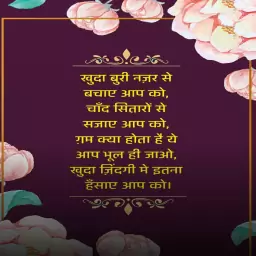 खुदा बुरी नज़र से
बचाए आप को,
चाँद सितारों से
सजाए आप को,
ग़म क्या होता है ये
आप भूल ही जाओ,
खुदा ज़िंदगी मे इतना
हँसाए आप को।